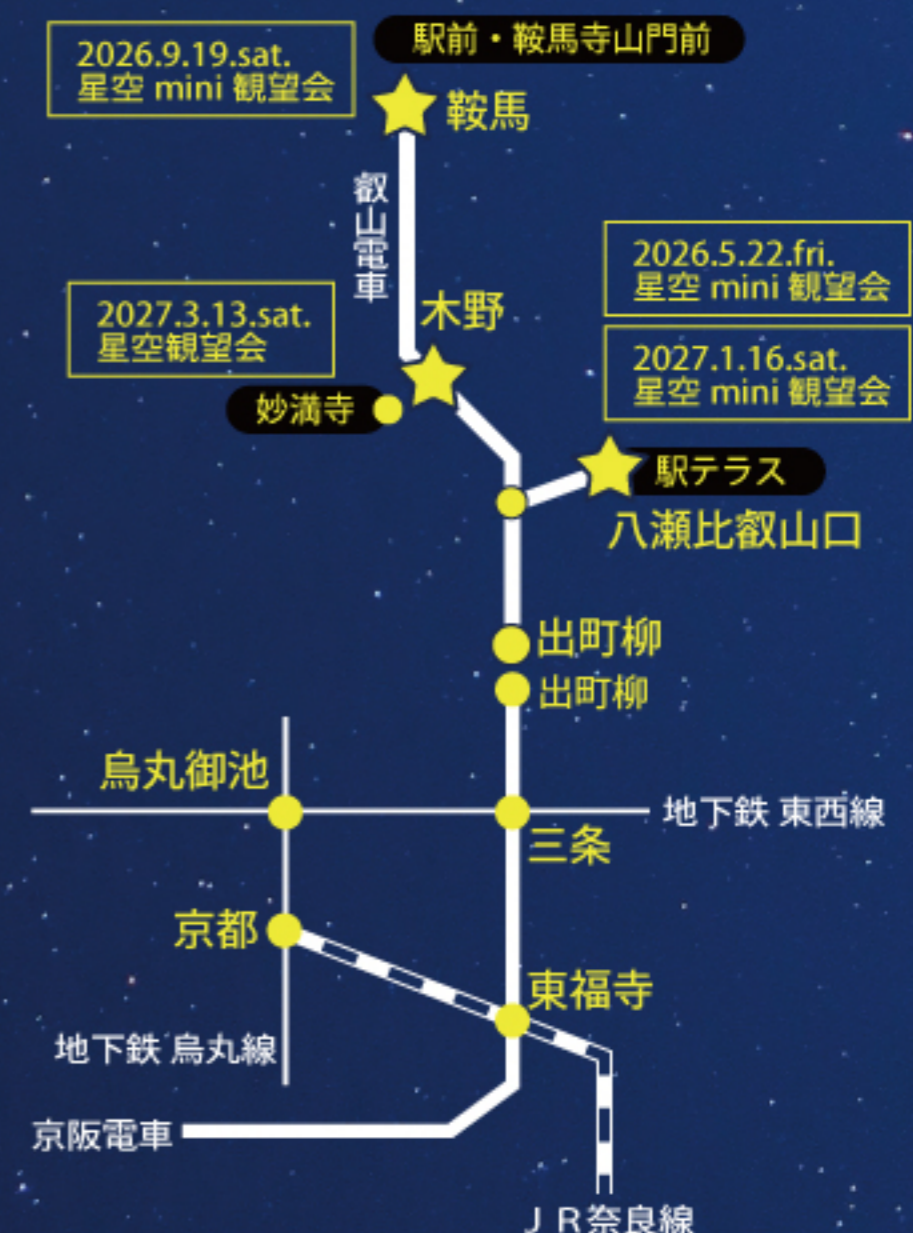 2026.9.19.sat.
星空 mini 観望会
駅前・鞍馬寺山門前
鞍馬
叡山電車
2026.5.22.fri.
星空 mini 観望会
2027.3.13.sat.
星空観望会
木野
2027.1.16.sat.
星空 mini 観望会
妙満寺
駅テラス
八瀬比叡山口
出町柳
出町柳
烏丸御池
地下鉄 東西線
三条
京都
東福寺
地下鉄 烏丸線
京阪電車
ＪＲ奈良線